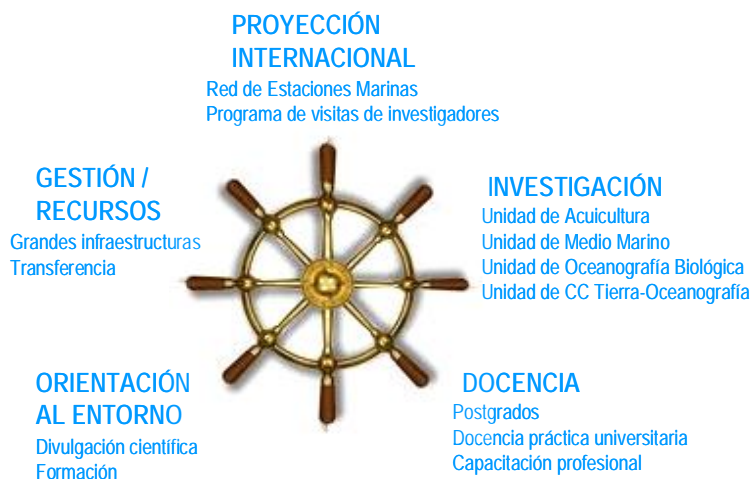 PROYECCIÓN
INTERNACIONAL
Red de Estaciones Marinas
Programa de visitas de investigadores
GESTIÓN /
RECURSOS
Grandes infraestructuras
Transferencia
INVESTIGACIÓN
Unidad de Acuicultura
Unidad de Medio Marino
Unidad de Oceanografía Biológica
Unidad de CC Tierra-Oceanografía
ORIENTACIÓN
AL ENTORNO
Divulgación científica
Formación
DOCENCIA
Postgrados
Docencia práctica universitaria
Capacitación profesional